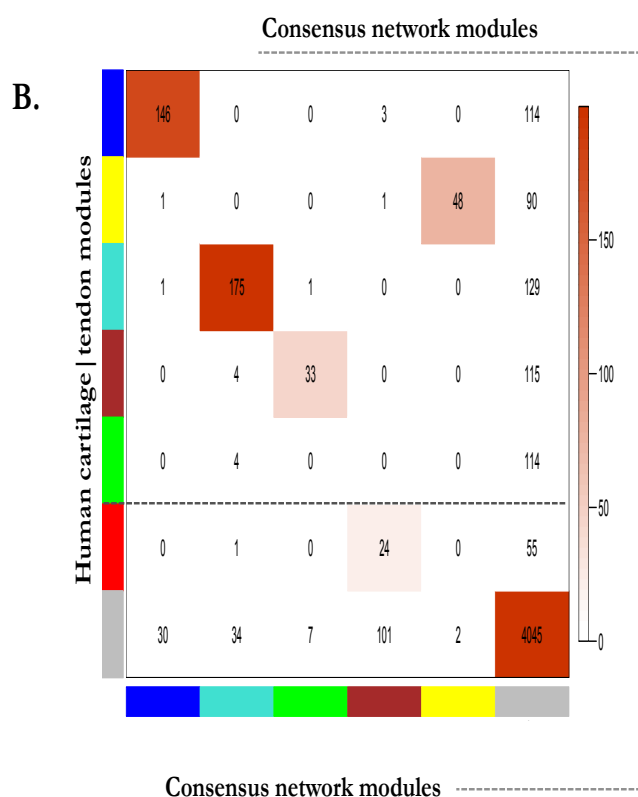 Consensus network modules
B.
Human cartilage | tendon modules
146 0 0 3 0 114
1 0 0 1 48 90
1 175 1 0 0 129
0 4 33 0 0 115
0 4 0 0 0 114
0 1 0 24 0 55
30 34 7 101 2 4045
150
100
50
0
Consensus network modules